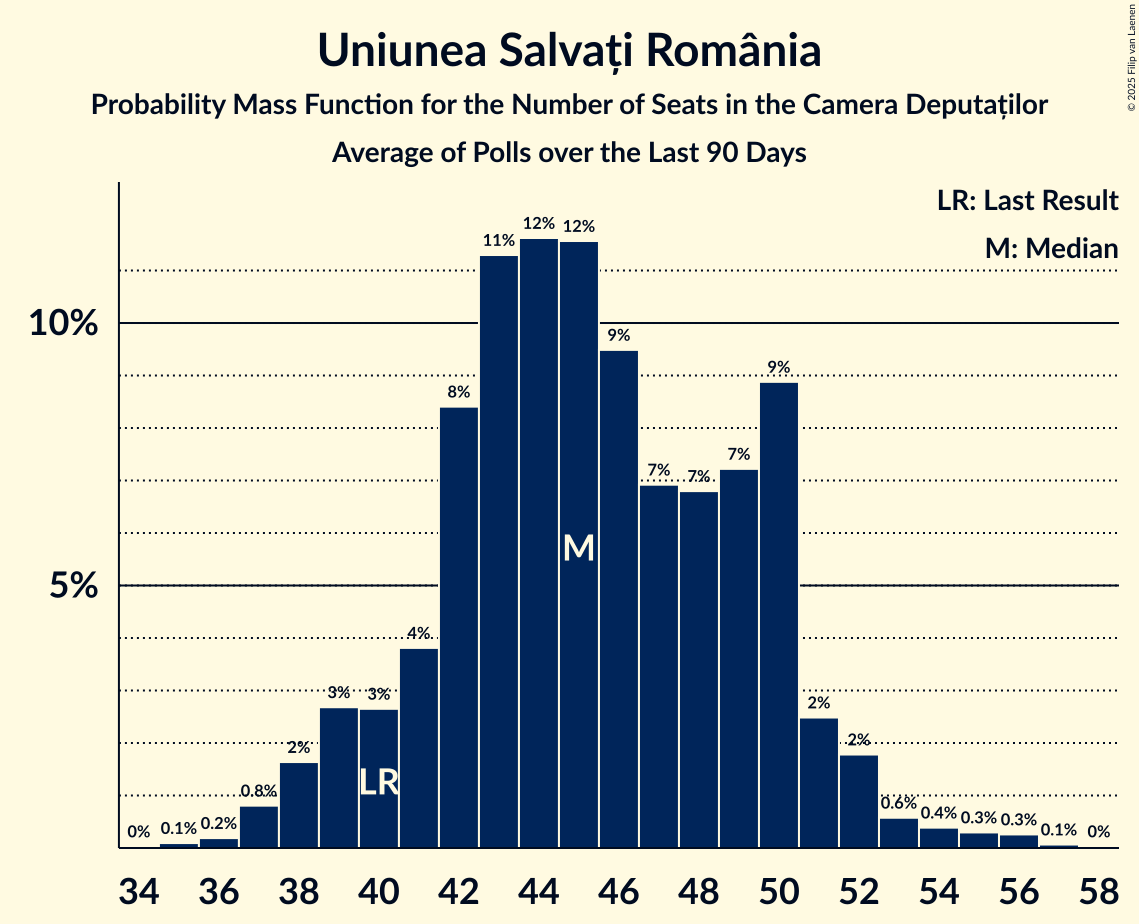 Uniunea Salvați România
Probability Mass Function for the Number of Seats in the Camera Deputaților
Average of Polls over the Last 90 Days
© 2025 Filip van Laenen
LR: Last Result
M: Median
10%
5%
0% 0.1% 0.2% 0.8% 2% 3% 3% 4% 8% 11% 12% 12% 9% 7% 7% 7% 9% 2% 2% 0.6% 0.4% 0.3% 0.3% 0.1% 0%
LR
M
34 36 38 40 42 44 46 48 50 52 54 56 58